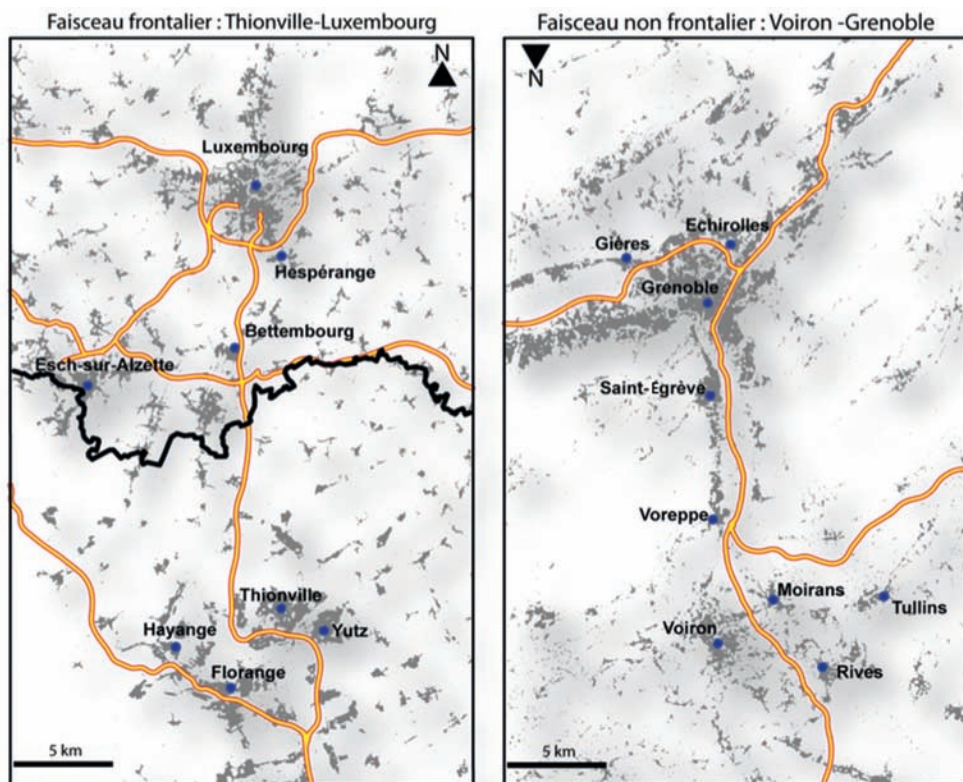 Faisceau frontalier : Thionville-Luxembourg
N
Luxembourg
Hespérange
Bettembourg
Esch-sur-Alzette
Thionville
Hayange
Yutz
Florange
5 km
Faisceau non frontalier : Voiron -Grenoble
N
Echirolles
Gières
Grenoble
Saint-Égrève
Voreppe
Moirans
Tullins
Voiron
Rives
5 km